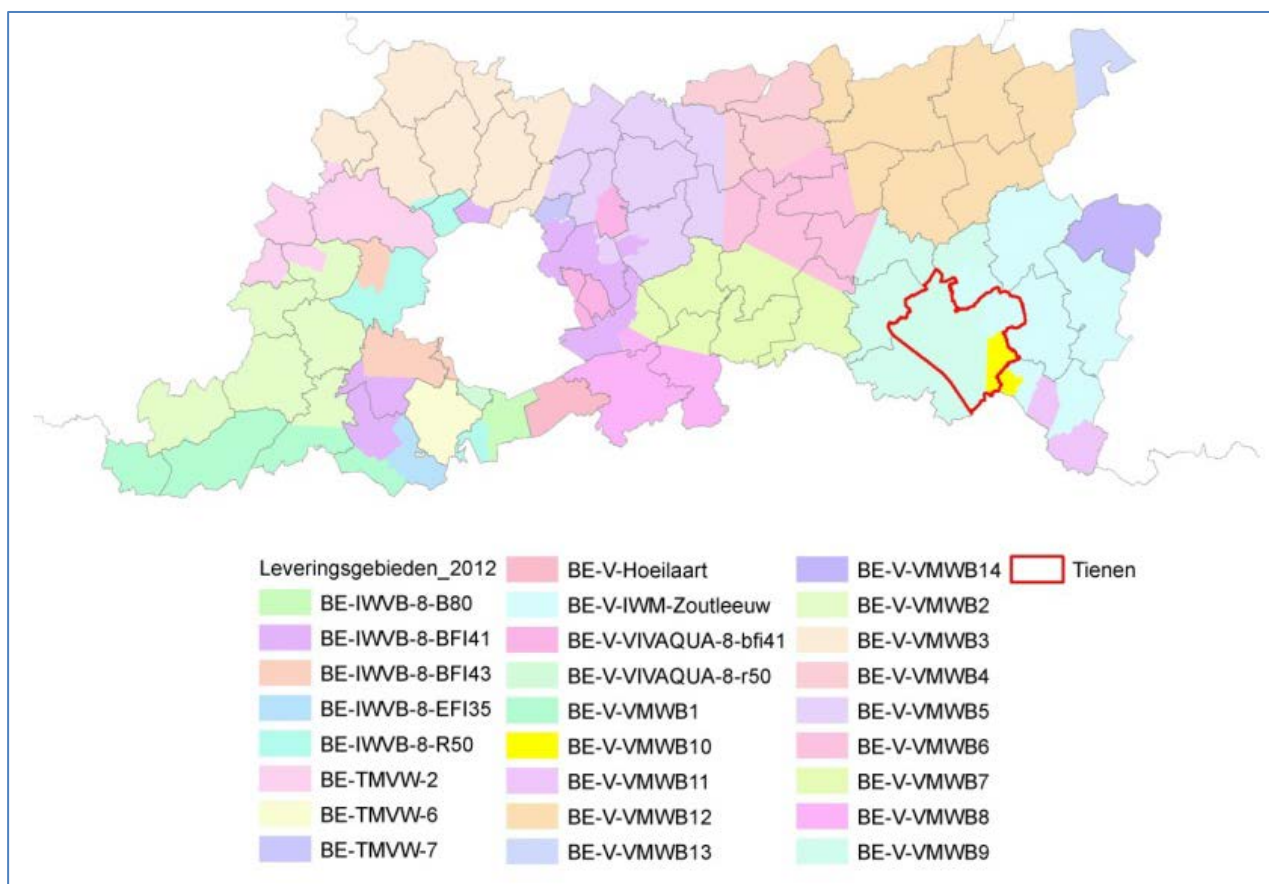 Leveringsgebieden_2012
BE-IWVB-8-B80
BE-IWVB-8-BFI41
BE-IWVB-8-BFI43
BE-IWVB-8-EFI35
BE-IWVB-8-R50
BE-TMVW-2
BE-TMVW-6
BE-TMVW-7
BE-V-Hoeilaart
BE-V-IWM-Zoutleeuw
BE-V-VIVAQUA-8-bfi41
BE-V-VIVAQUA-8-r50
BE-V-VMWB1
BE-V-VMWB10
BE-V-VMWB11
BE-V-VMWB12
BE-V-VMWB13
BE-V-VMWB14
BE-V-VMWB2
BE-V-VMWB3
BE-V-VMWB4
BE-V-VMWB5
BE-V-VMWB6
BE-V-VMWB7
BE-V-VMWB8
BE-V-VMWB9
Tienen